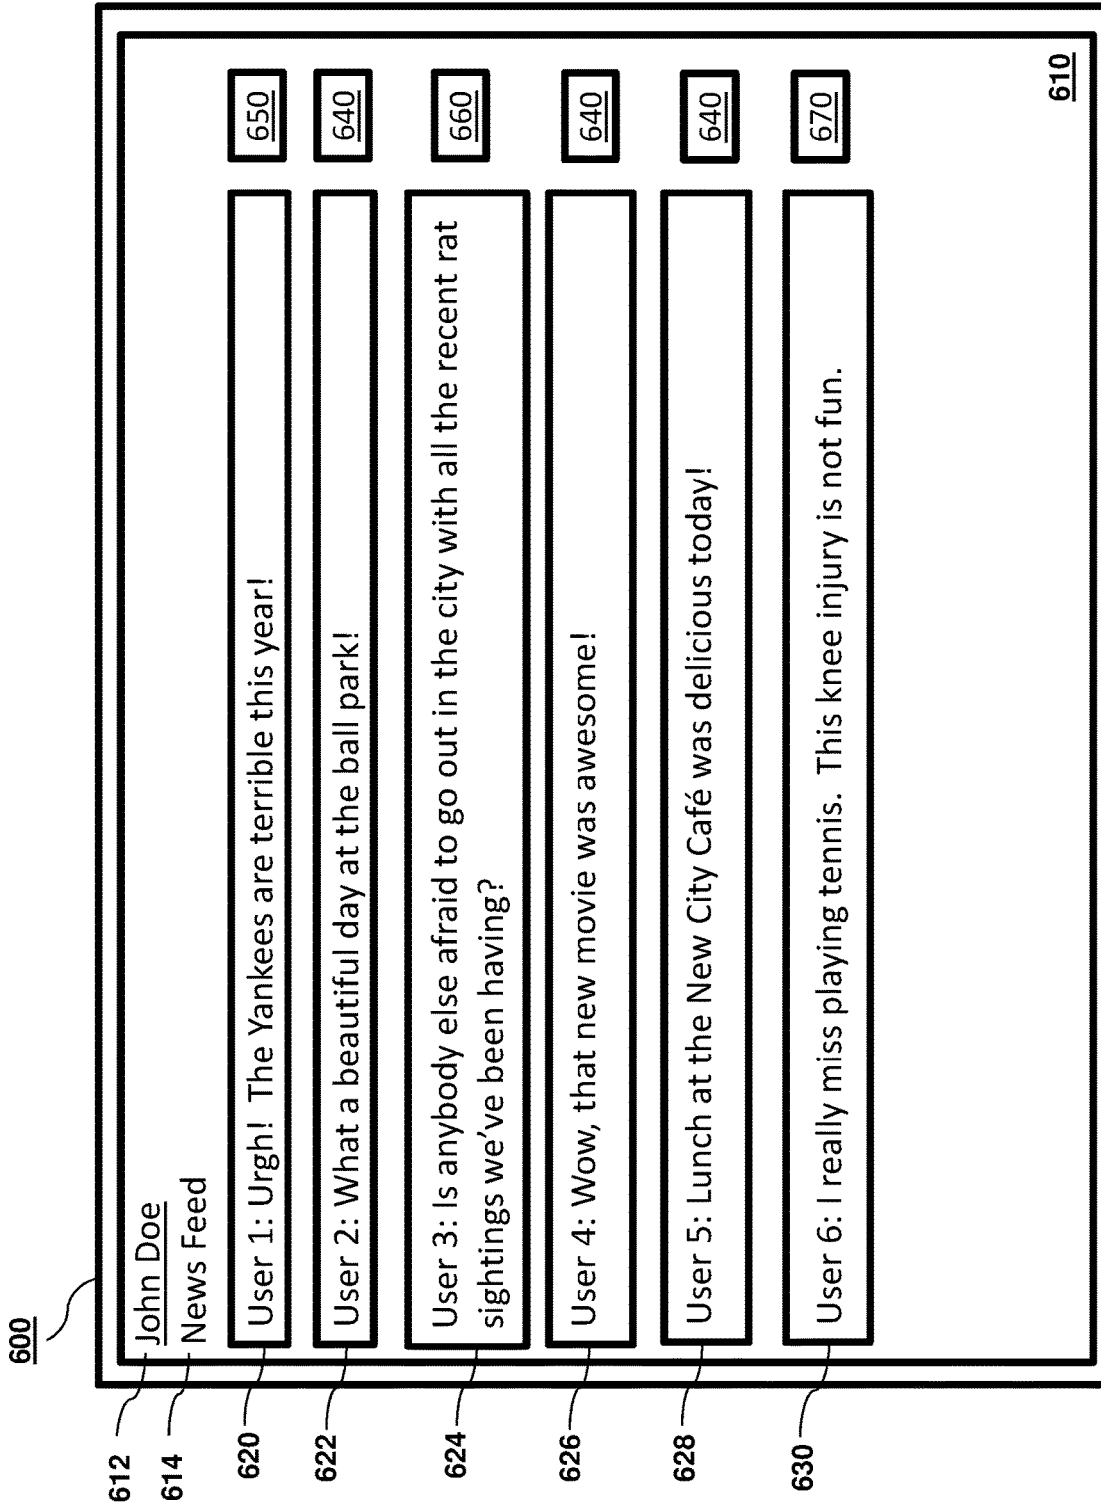 600
612
John Doe
614
News Feed
620
User 1: Urgh!  The Yankees are terrible this year!
650
622
User 2: What a beautiful day at the ball park!
640
624
User 3: Is anybody else afraid to go out in the city with all the recent rat
sightings we've been having?
660
626
User 4: Wow, that new movie was awesome!
640
628
User 5: Lunch at the New City Café was delicious today!
640
630
User 6: I really miss playing tennis.  This knee injury is not fun.
670
610